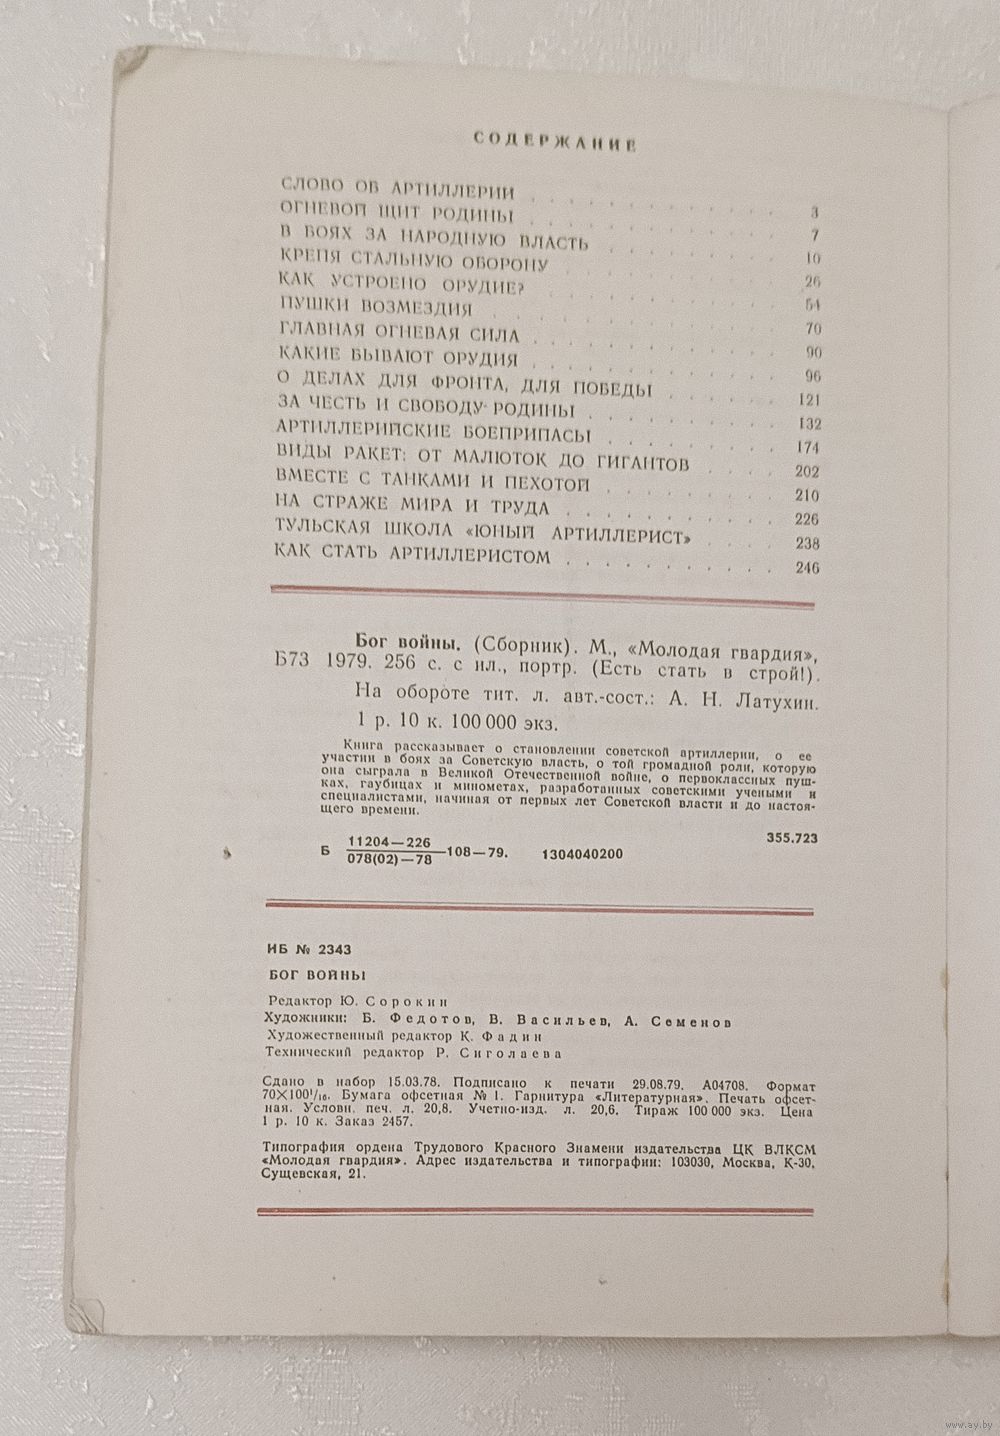 СОДЕРЖАНИЕ
СЛОВО ОБ АРТИЛЛЕРИИ . . . . . . . . . . . 3
ОГНЕВОЙ ЩИТ РОДИНЫ . . . . . . . . . . . 7
В БОЯХ ЗА НАРОДНУЮ ВЛАСТЬ . . . . . . . . 10
КРЕПЯ СТАЛЬНУЮ ОБОРОНУ . . . . . . . . . 26
КАК УСТРОЕНО ОРУДИЕ? . . . . . . . . . . 54
ПУШКИ ВОЗМЕЗДИЯ . . . . . . . . . . . . 70
ГЛАВНАЯ ОГНЕВАЯ СИЛА . . . . . . . . . . 90
КАКИЕ БЫВАЮТ ОРУДИЯ . . . . . . . . . . 96
О ДЕЛАХ ДЛЯ ФРОНТА, ДЛЯ ПОБЕДЫ . . . . . 121
ЗА ЧЕСТЬ И СВОБОДУ РОДИНЫ . . . . . . . . 132
АРТИЛЛЕРИЙСКИЕ БОЕПРИПАСЫ . . . . . . . . 174
ВИДЫ РАКЕТ: ОТ МАЛЮТОК ДО ГИГАНТОВ . . . . 202
ВМЕСТЕ С ТАНКАМИ И ПЕХОТОЙ . . . . . . . . 210
НА СТРАЖЕ МИРА И ТРУДА . . . . . . . . . 226
ТУЛЬСКАЯ ШКОЛА «ЮНЫЙ АРТИЛЛЕРИСТ» . . . . 238
КАК СТАТЬ АРТИЛЛЕРИСТОМ . . . . . . . . . 246
Бог войны. (Сборник). М., «Молодая гвардия»,
Б73 1979. 256 с. с ил., портр. (Есть стать в строй!).
На обороте тит. л. авт.-сост.: А. Н. Латухин.
1 р. 10 к. 100 000 экз.
Книга рассказывает о становлении советской артиллерии, о ее
участии в боях за Советскую власть, о той громадной роли, которую
она сыграла в Великой Отечественной войне, о первоклассных пуш-
ках, гаубицах и минометах, разработанных советскими учеными и
специалистами, начиная от первых лет Советской власти и до настоя-
щего времени.
Б 11204—226/078(02)—78 —108—79. 1304040200 355.723
ИБ № 2343
БОГ ВОЙНЫ
Редактор Ю. Сорокин
Художники: Б. Федотов, В. Васильев, А. Семенов
Художественный редактор К. Фадин
Технический редактор Р. Сиголаева
Сдано в набор 15.03.78. Подписано к печати 29.08.79. А04708. Формат
70×100¹/₁₆. Бумага офсетная № 1. Гарнитура «Литературная». Печать офсет-
ная. Условн. печ. л. 20,8. Учетно-изд. л. 20,6. Тираж 100 000 экз. Цена
1 р. 10 к. Заказ 2457.
Типография ордена Трудового Красного Знамени издательства ЦК ВЛКСМ
«Молодая гвардия». Адрес издательства и типографии: 103030, Москва, К-30,
Сущевская, 21.
www.ay.by